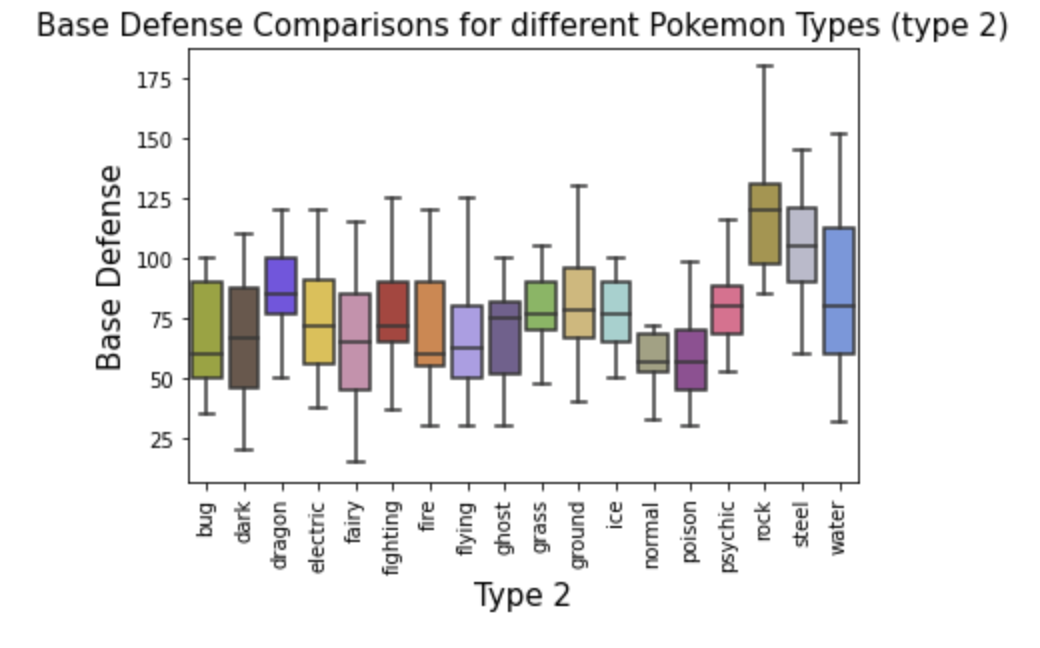 Base Defense Comparisons for different Pokemon Types (type 2)
175
150
125
100
75
50
25
Base Defense
bug
dark
dragon
electric
fairy
fighting
fire
flying
ghost
grass
ground
ice
normal
poison
psychic
rock
steel
water
Type 2